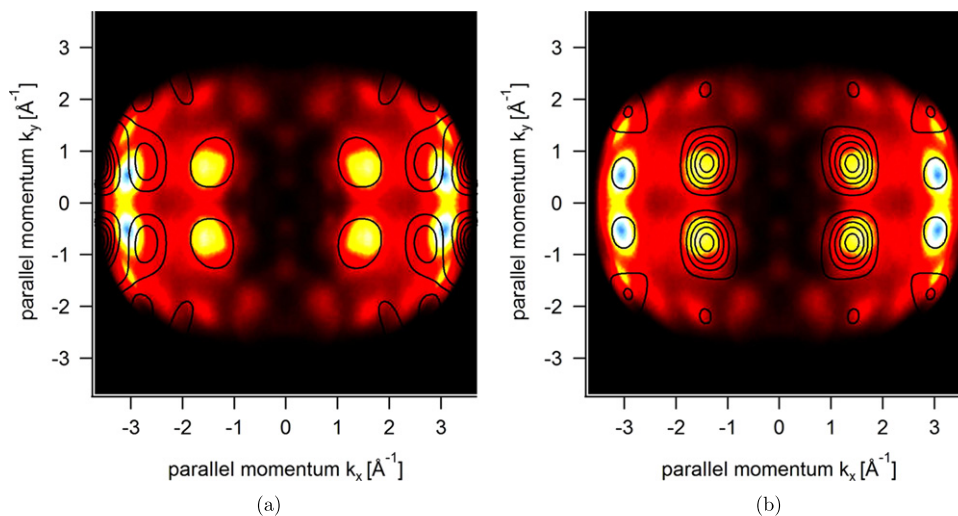 3
2
1
0
-1
-2
-3
parallel momentum k_y [Å^-1]
-3 -2 -1 0 1 2 3
parallel momentum k_x [Å^-1]
(a)
3
2
1
0
-1
-2
-3
parallel momentum k_y [Å^-1]
-3 -2 -1 0 1 2 3
parallel momentum k_x [Å^-1]
(b)